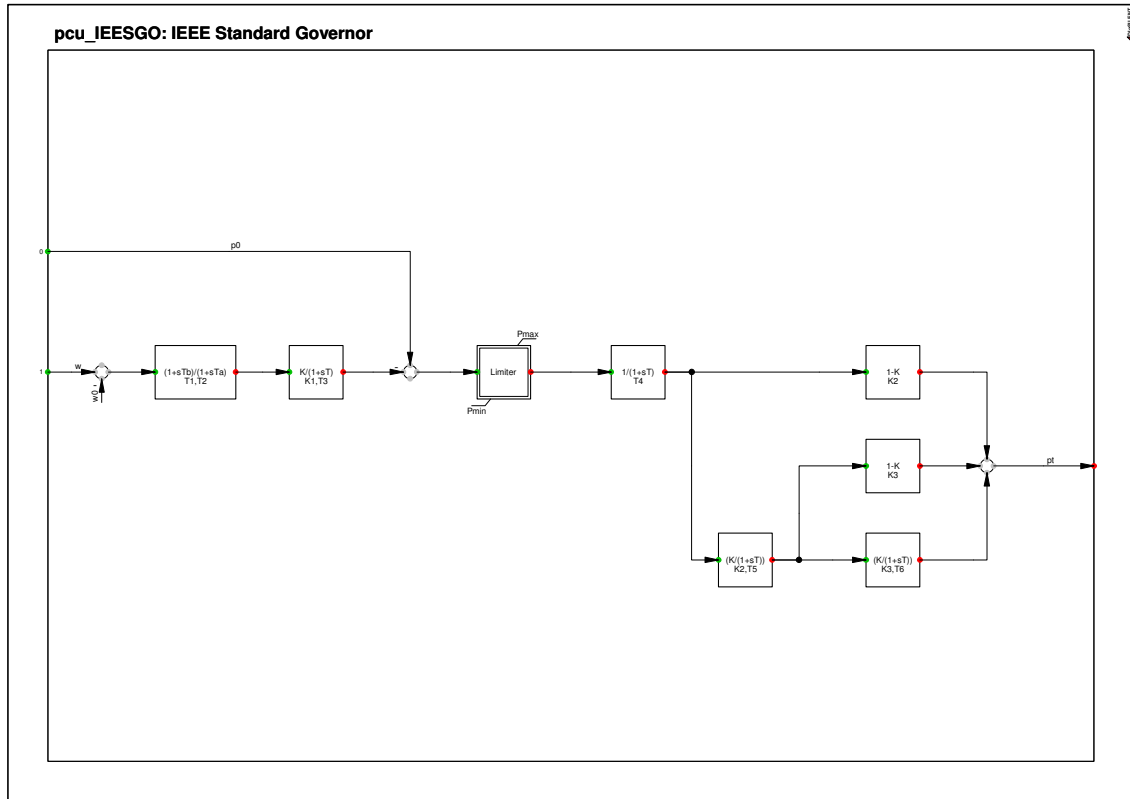 pcu_IEESGO: IEEE Standard Governor
0
p0
Pmax
1
w
-
w0
(1+sTb)/(1+sTa)
T1,T2
K/(1+sT)
K1,T3
-
Limiter
Pmin
1/(1+sT)
T4
1-K
K2
1-K
K3
pt
(K/(1+sT))
K2,T5
(K/(1+sT))
K3,T6